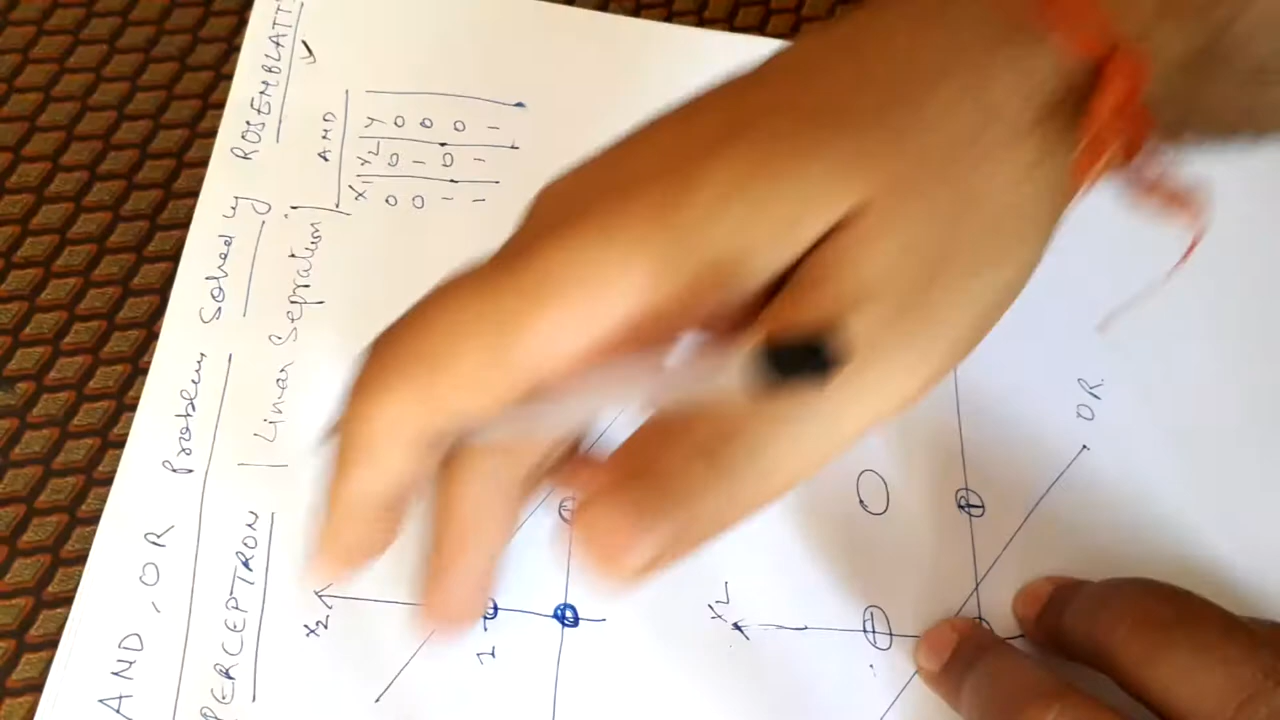 AND, OR Problem Solved by ROSENBLATT
PERCEPTRON | Linear Sepration |
AND
X1 X2 Y
0 0 0
0 1 0
1 0 0
1 1 1
X2
1
X2
OR